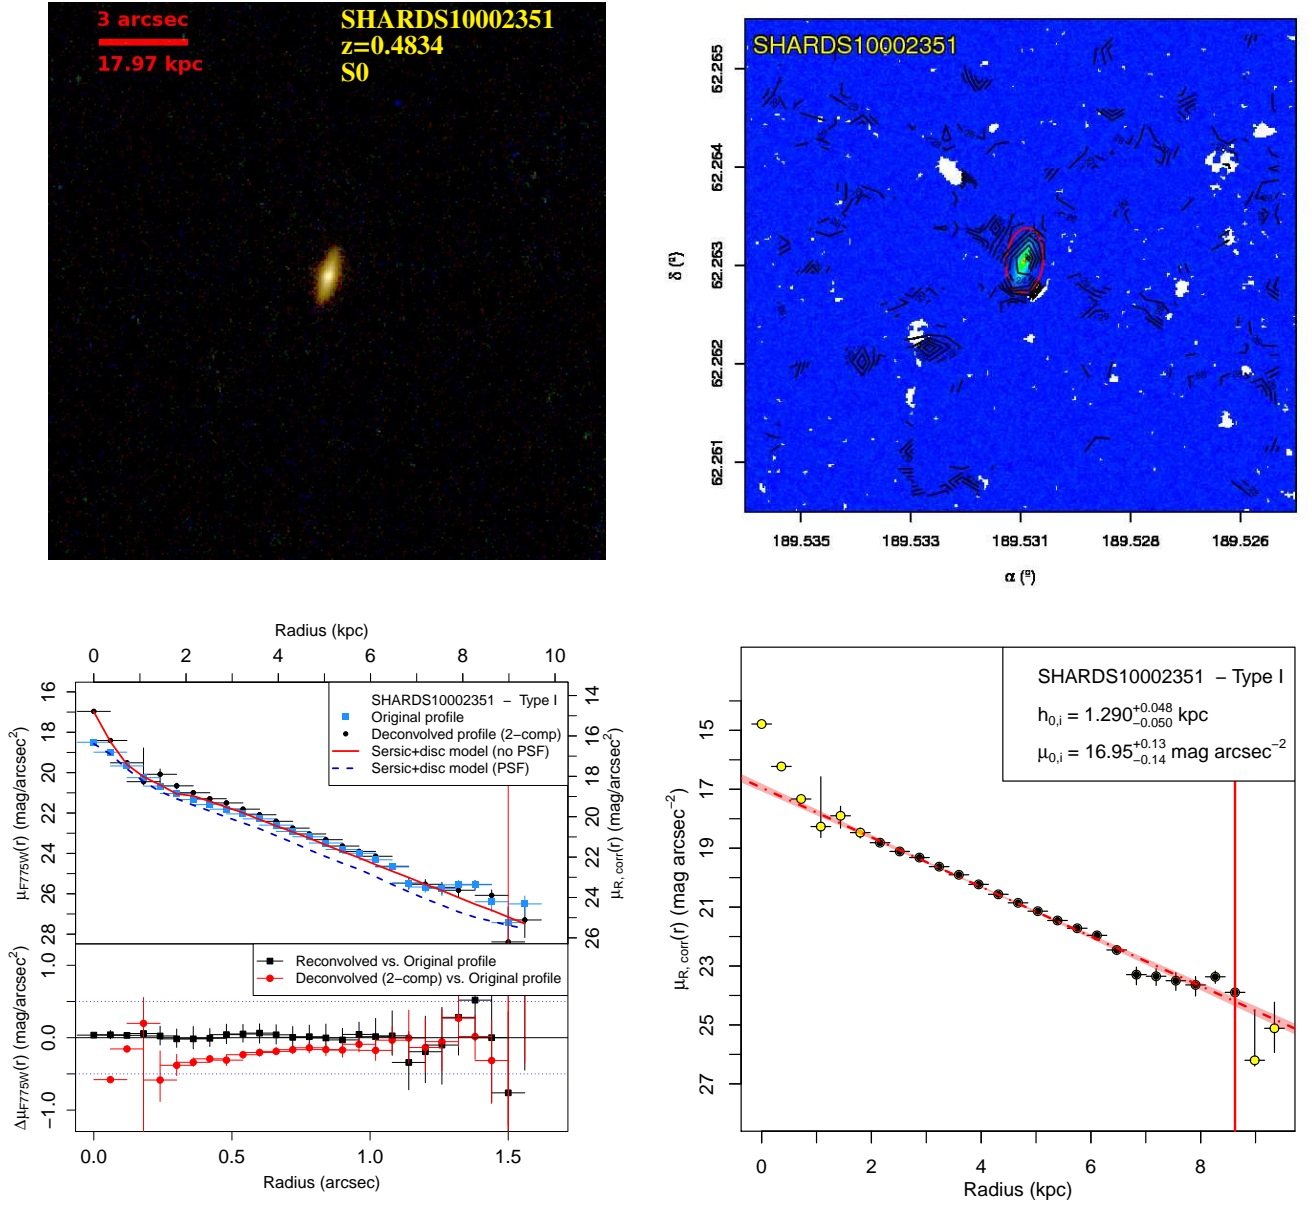 3 arcsec
17.97 kpc
SHARDS10002351
z=0.4834
S0
SHARDS10002351
62.265
62.264
62.263
62.262
62.261
δ (º)
189.535 189.533 189.531 189.528 189.526
α (º)
Radius (kpc)
0 2 4 6 8 10
16 18 20 22 24 26 28
μF775W(r) (mag/arcsec²)
14 16 18 20 22 24 26
μR, corr(r) (mag/arcsec²)
SHARDS10002351 – Type I
Original profile
Deconvolved profile (2−comp)
Sersic+disc model (no PSF)
Sersic+disc model (PSF)
1.0
0.0
−1.0
ΔμF775W(r) (mag/arcsec²)
Reconvolved vs. Original profile
Deconvolved (2−comp) vs. Original profile
0.0 0.5 1.0 1.5
Radius (arcsec)
SHARDS10002351 – Type I
h0,i = 1.290 +0.048 −0.050 kpc
μ0,i = 16.95 +0.13 −0.14 mag arcsec−2
15 17 19 21 23 25 27
μR, corr(r) (mag arcsec−2)
0 2 4 6 8
Radius (kpc)